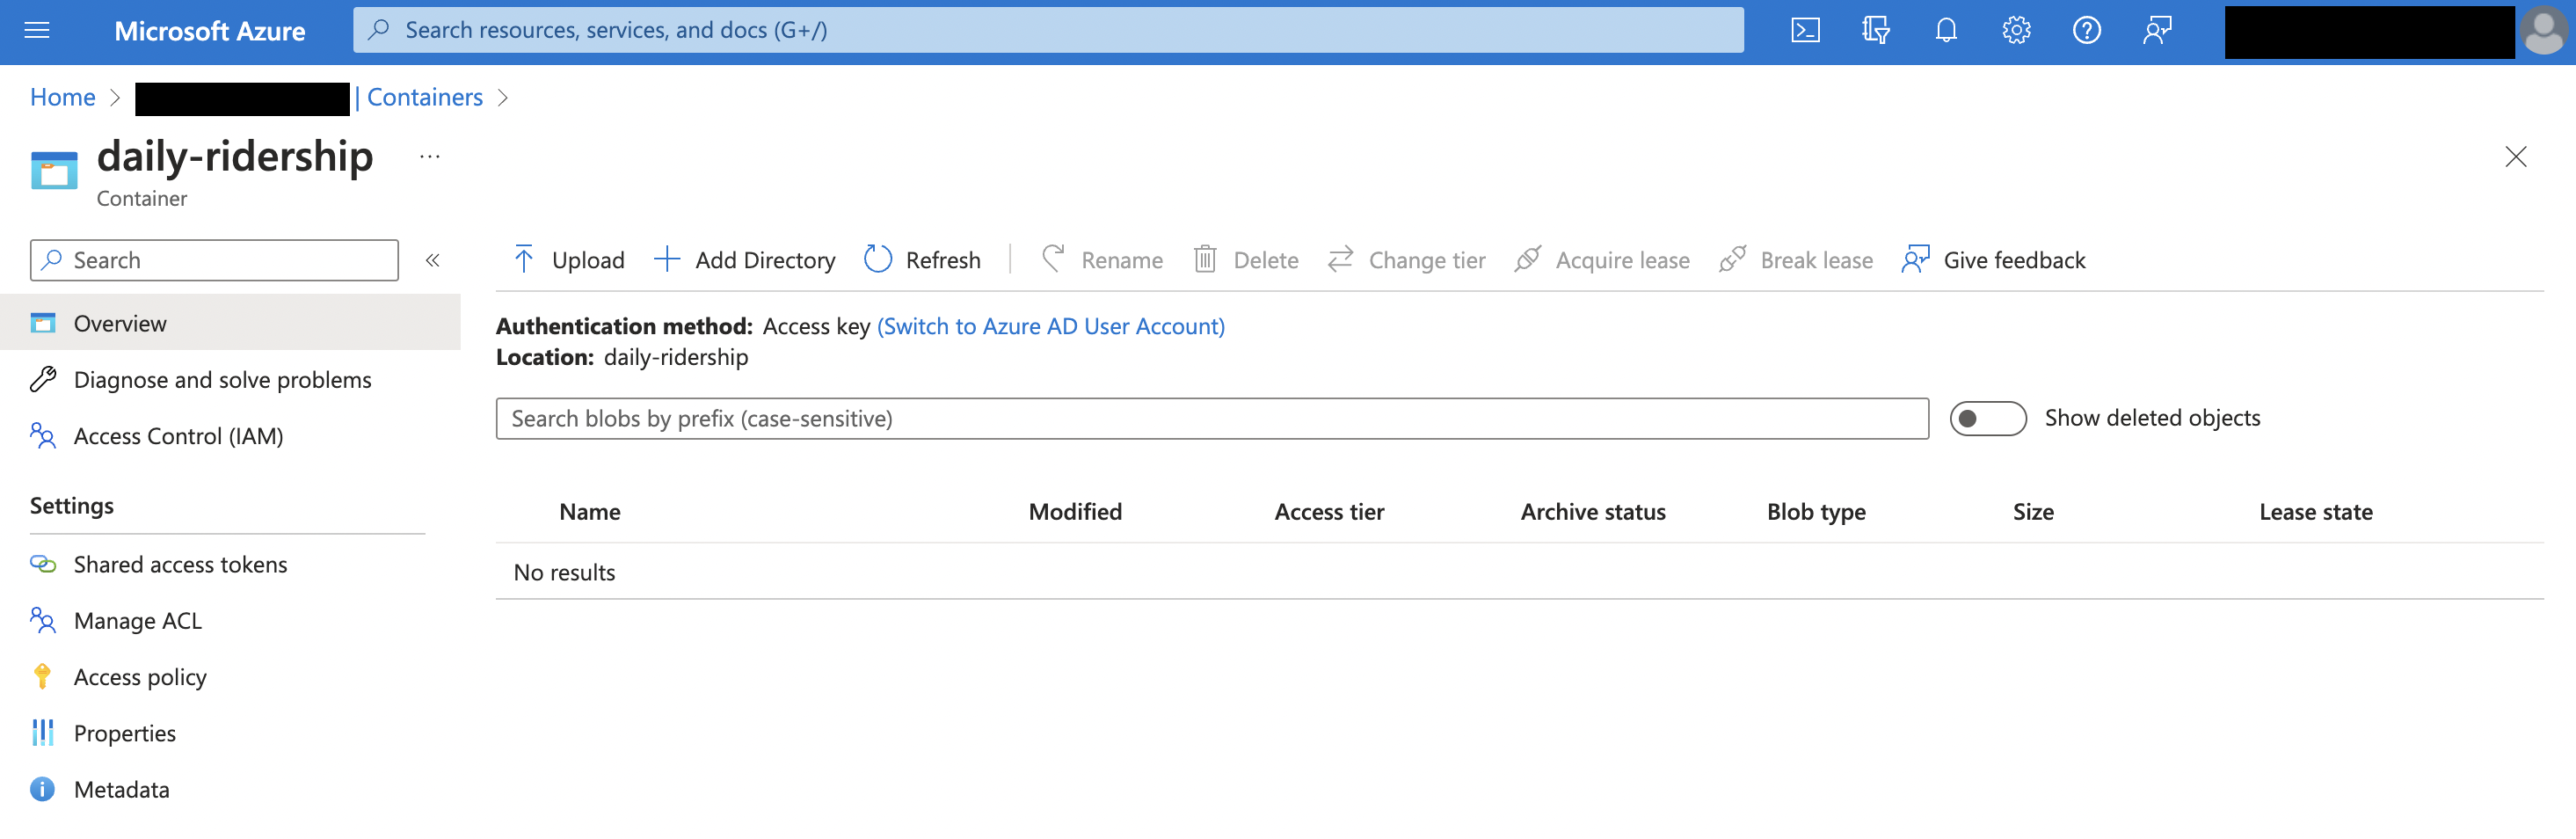 Microsoft Azure
Search resources, services, and docs (G+/)
Home > | Containers >
daily-ridership ...
Container
Search «
Upload Add Directory Refresh Rename Delete Change tier Acquire lease Break lease Give feedback
Overview
Diagnose and solve problems
Access Control (IAM)
Settings
Shared access tokens
Manage ACL
Access policy
Properties
Metadata
Authentication method: Access key (Switch to Azure AD User Account)
Location: daily-ridership
Search blobs by prefix (case-sensitive)
Show deleted objects
Name Modified Access tier Archive status Blob type Size Lease state
No results